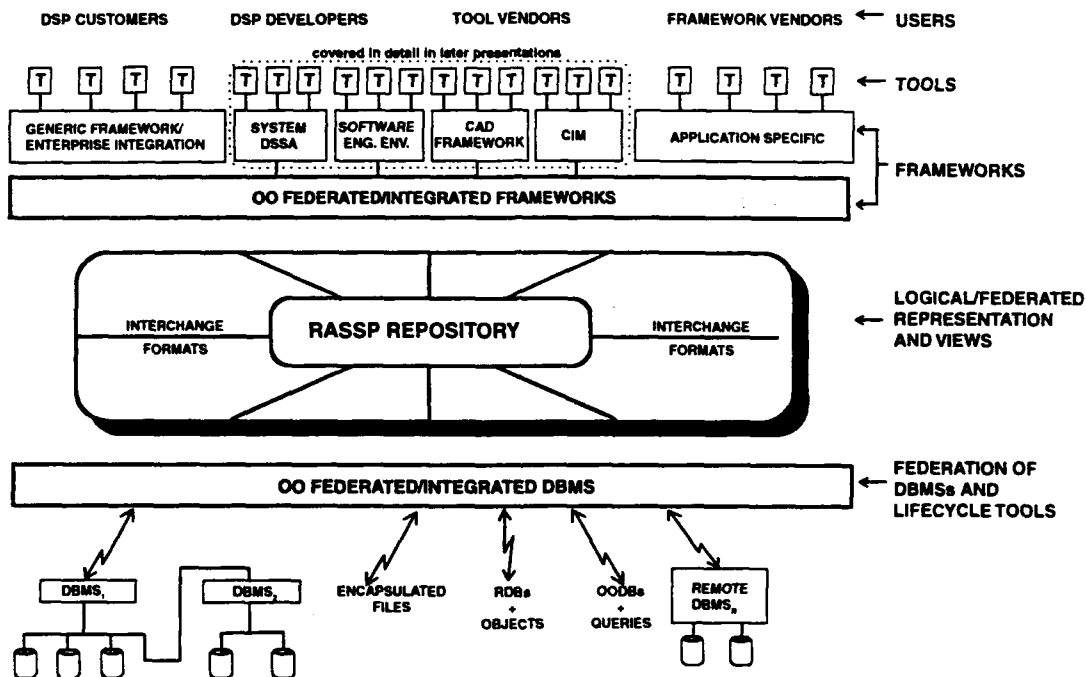 DSP CUSTOMERS DSP DEVELOPERS TOOL VENDORS FRAMEWORK VENDORS USERS
covered in detail in later presentations
T T T T T T T T T T T T T T T T T T T T TOOLS
GENERIC FRAMEWORK/
ENTERPRISE INTEGRATION
SYSTEM
DSSA
SOFTWARE
ENG. ENV.
CAD
FRAMEWORK
CIM
APPLICATION SPECIFIC
FRAMEWORKS
OO FEDERATED/INTEGRATED FRAMEWORKS
INTERCHANGE
FORMATS
RASSP REPOSITORY
INTERCHANGE
FORMATS
LOGICAL/FEDERATED
REPRESENTATION
AND VIEWS
OO FEDERATED/INTEGRATED DBMS
FEDERATION OF
DBMSs AND
LIFECYCLE TOOLS
DBMS1
DBMS2
ENCAPSULATED
FILES
RDBs
+
OBJECTS
OODBs
+
QUERIES
REMOTE
DBMSN